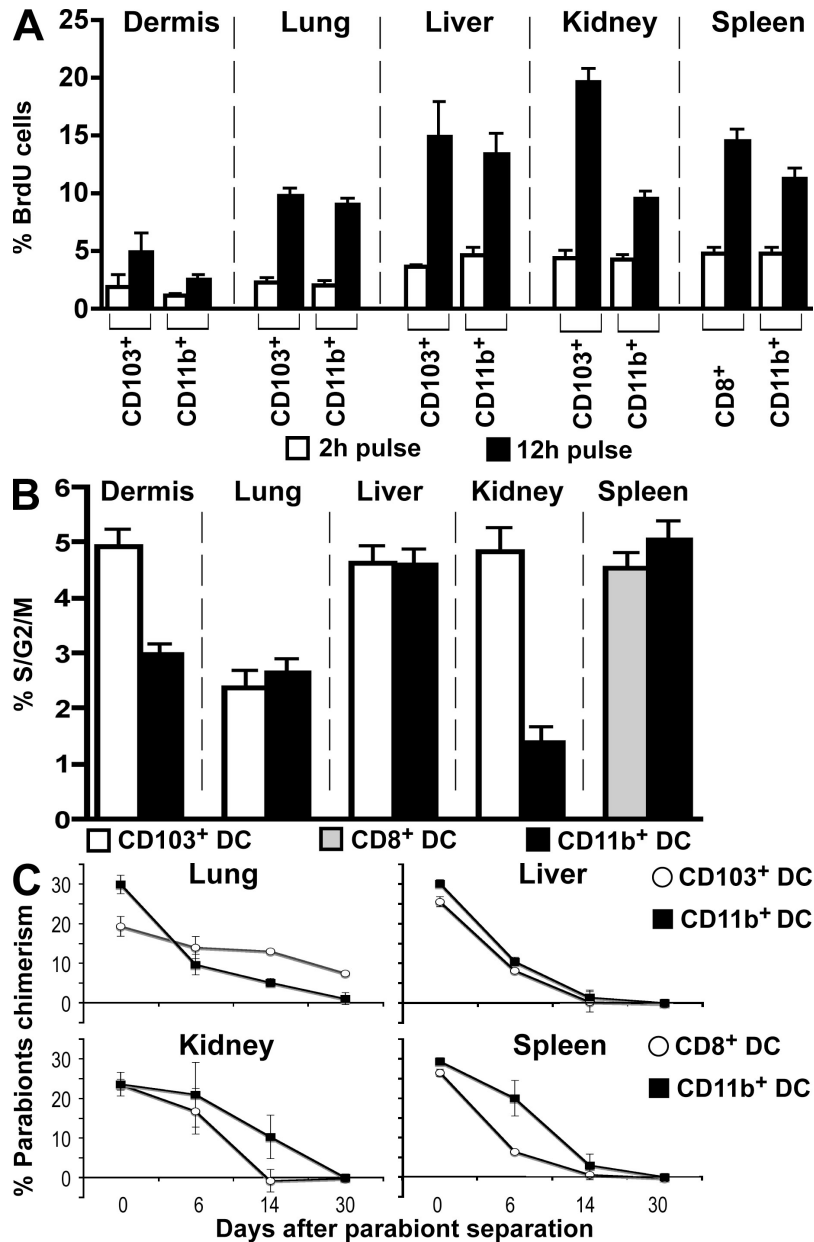 A
Dermis Lung Liver Kidney Spleen
25
20
15
10
5
0
% BrdU cells
CD103+ CD11b+ CD103+ CD11b+ CD103+ CD11b+ CD103+ CD11b+ CD8+ CD11b+
2h pulse 12h pulse
B
Dermis Lung Liver Kidney Spleen
6
5
4
3
2
1
0
% S/G2/M
CD103+ DC CD8+ DC CD11b+ DC
C
Lung Liver
CD103+ DC
CD11b+ DC
30
20
10
0
Kidney Spleen
CD8+ DC
CD11b+ DC
30
20
10
0
% Parabionts chimerism
0 6 14 30 0 6 14 30
Days after parabiont separation